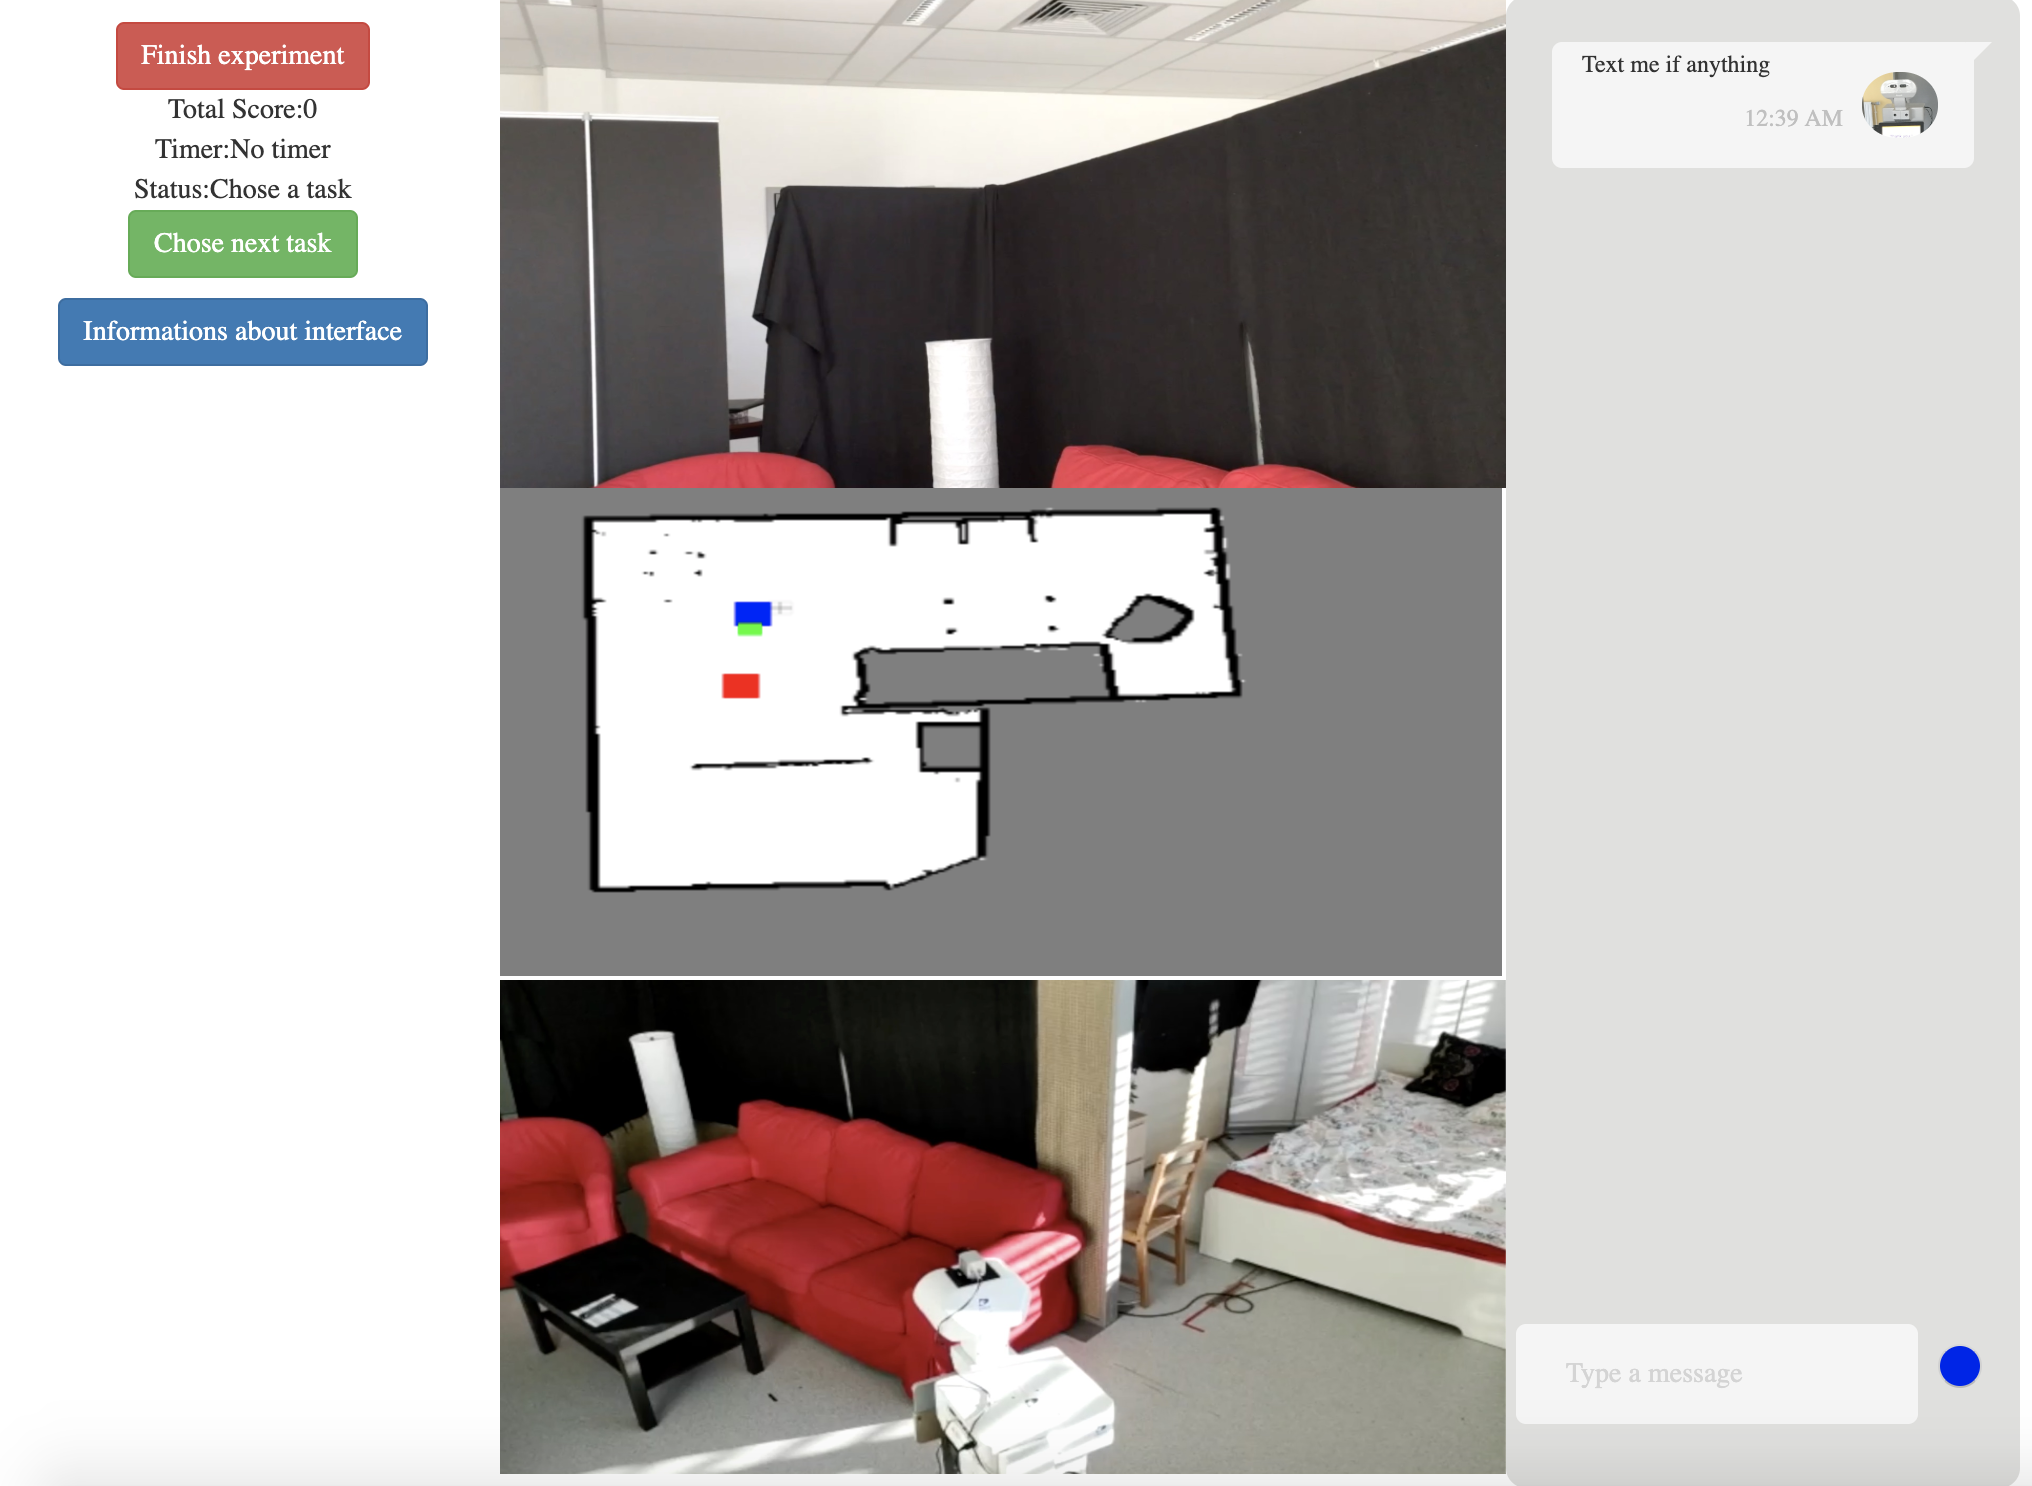 Finish experiment
Total Score:0
Timer:No timer
Status:Chose a task
Chose next task
Informations about interface
Text me if anything
12:39 AM
Type a message